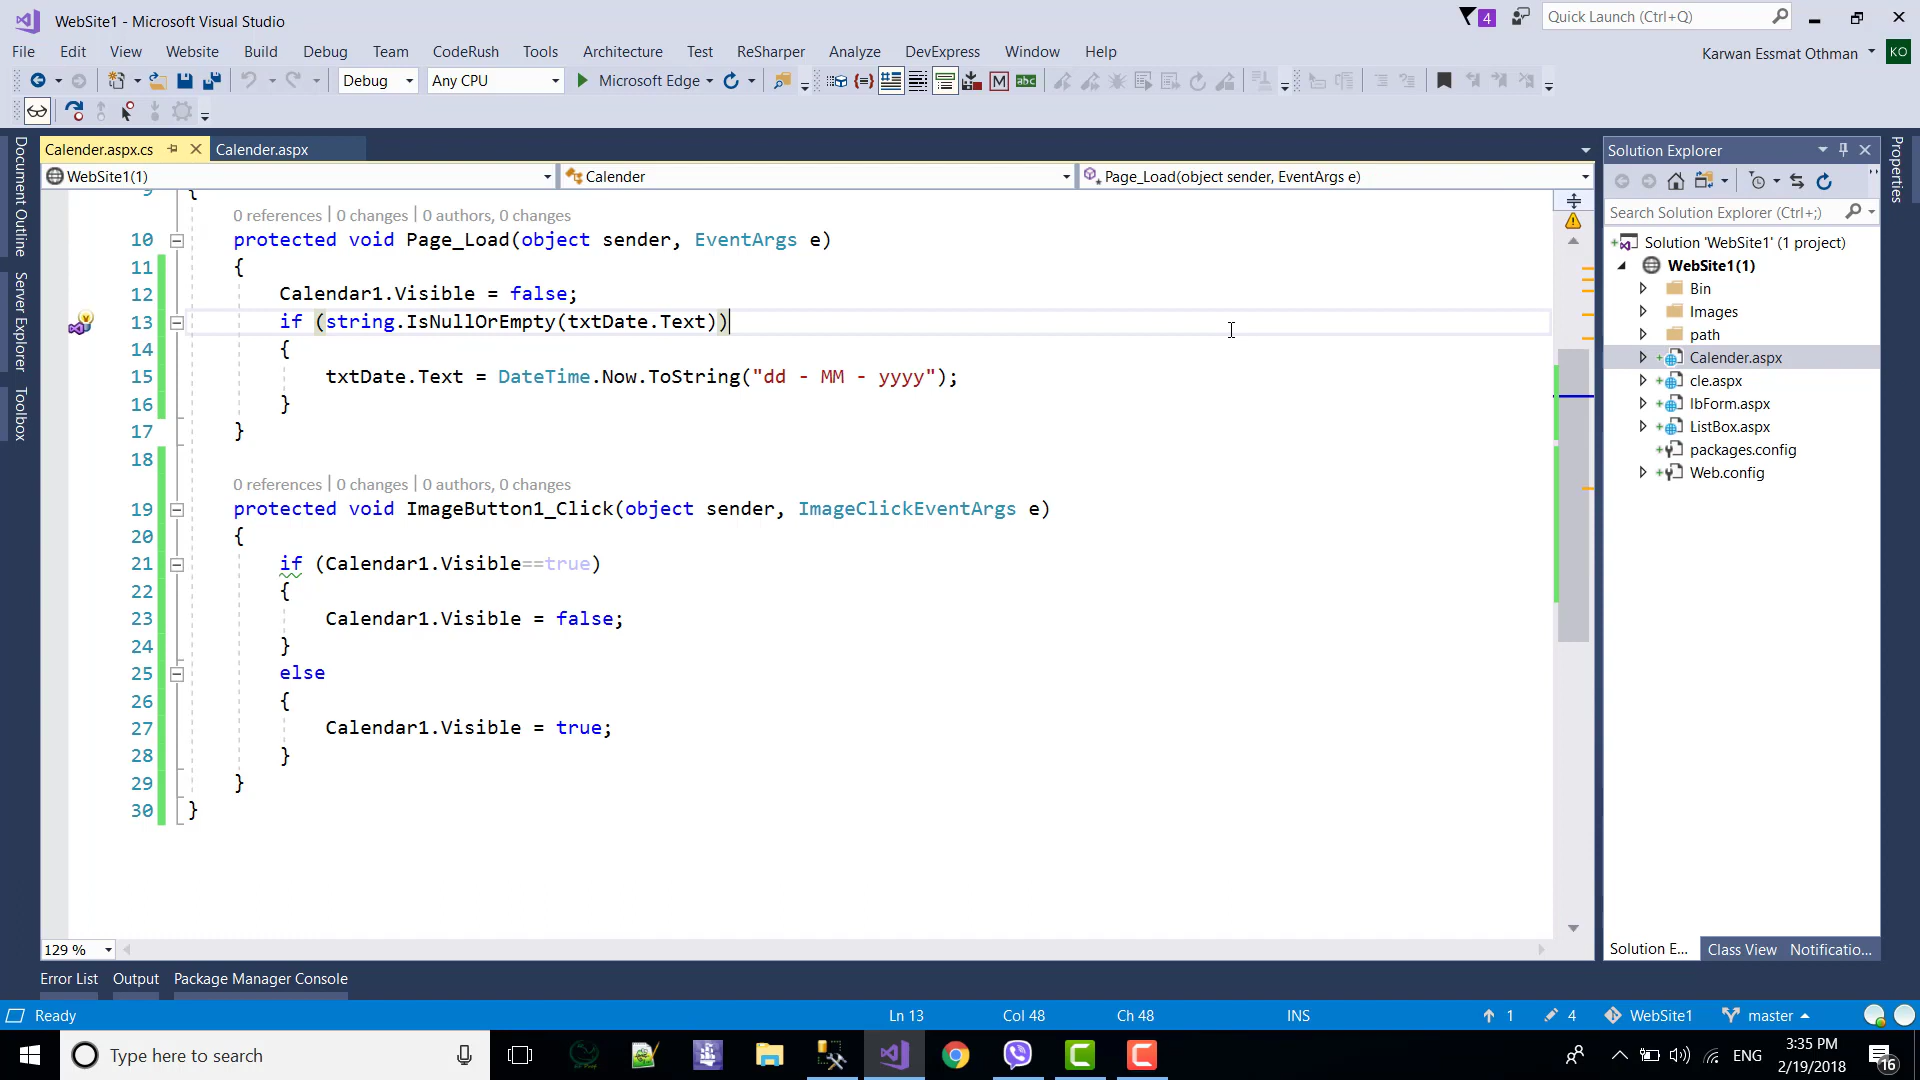 WebSite1 - Microsoft Visual Studio
4
Quick Launch (Ctrl+Q)
File Edit View Website Build Debug Team CodeRush Tools Architecture Test ReSharper Analyze DevExpress Window Help
Karwan Essmat Othman KO
Debug Any CPU Microsoft Edge
Document Outline
Server Explorer
Toolbox
Calender.aspx.cs Calender.aspx
WebSite1(1) Calender Page_Load(object sender, EventArgs e)
9 {
0 references | 0 changes | 0 authors, 0 changes
10 protected void Page_Load(object sender, EventArgs e)
11 {
12 Calendar1.Visible = false;
13 if (string.IsNullOrEmpty(txtDate.Text))
14 {
15 txtDate.Text = DateTime.Now.ToString("dd - MM - yyyy");
16 }
17 }
18
0 references | 0 changes | 0 authors, 0 changes
19 protected void ImageButton1_Click(object sender, ImageClickEventArgs e)
20 {
21 if (Calendar1.Visible==true)
22 {
23 Calendar1.Visible = false;
24 }
25 else
26 {
27 Calendar1.Visible = true;
28 }
29 }
30 }
129 %
Solution Explorer
Search Solution Explorer (Ctrl+;)
Solution 'WebSite1' (1 project)
WebSite1(1)
Bin
Images
path
Calender.aspx
cle.aspx
lbForm.aspx
ListBox.aspx
packages.config
Web.config
Solution E... Class View Notificatio...
Properties
Error List Output Package Manager Console
Ready Ln 13 Col 48 Ch 48 INS 1 4 WebSite1 master
Type here to search
ENG
3:35 PM
2/19/2018
16